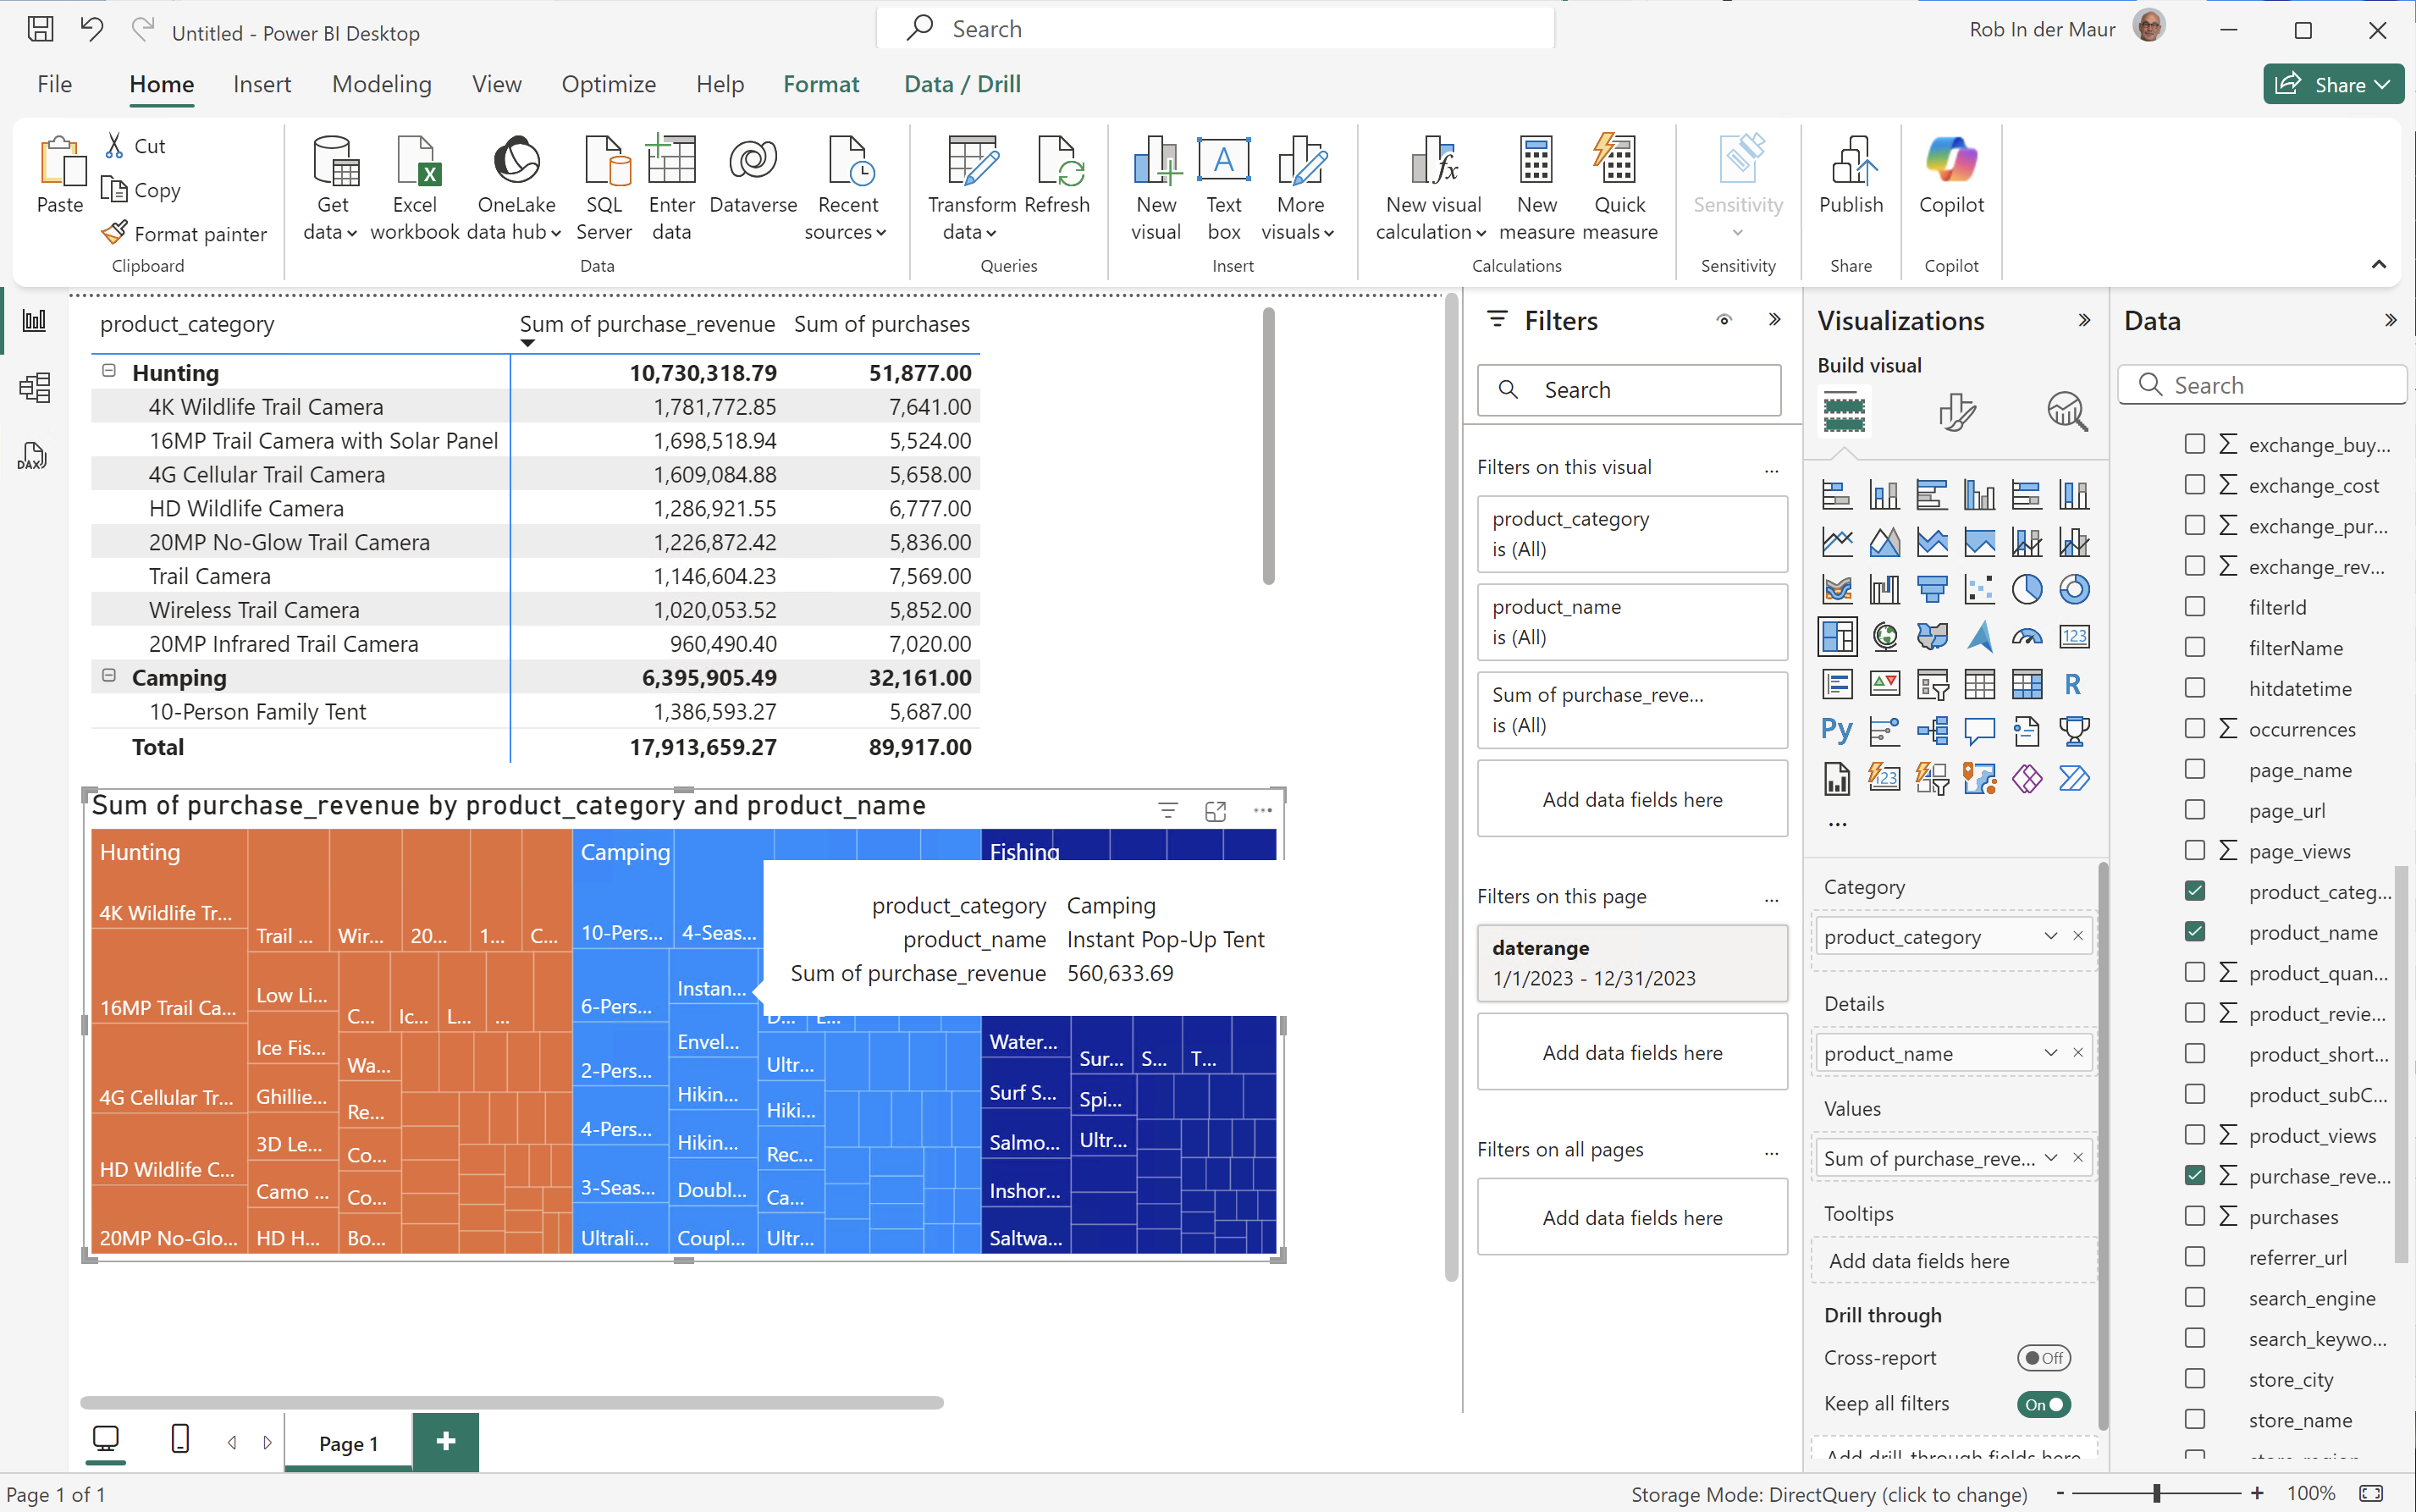 Untitled - Power BI Desktop
Search
Rob In der Maur
File
Home
Insert
Modeling
View
Optimize
Help
Format
Data / Drill
Share
Paste
Cut
Copy
Format painter
Clipboard
Get data
Excel workbook
OneLake data hub
SQL Server
Enter data
Dataverse
Recent sources
Data
Transform data
Refresh
Queries
New visual
Text box
More visuals
Insert
New visual calculation
New measure
Quick measure
Calculations
Sensitivity
Sensitivity
Publish
Share
Copilot
Copilot
product_category Sum of purchase_revenue Sum of purchases
Hunting 10,730,318.79 51,877.00
4K Wildlife Trail Camera 1,781,772.85 7,641.00
16MP Trail Camera with Solar Panel 1,698,518.94 5,524.00
4G Cellular Trail Camera 1,609,084.88 5,658.00
HD Wildlife Camera 1,286,921.55 6,777.00
20MP No-Glow Trail Camera 1,226,872.42 5,836.00
Trail Camera 1,146,604.23 7,569.00
Wireless Trail Camera 1,020,053.52 5,852.00
20MP Infrared Trail Camera 960,490.40 7,020.00
Camping 6,395,905.49 32,161.00
10-Person Family Tent 1,386,593.27 5,687.00
Total 17,913,659.27 89,917.00
Sum of purchase_revenue by product_category and product_name
Hunting
4K Wildlife Tr...
16MP Trail Ca...
4G Cellular Tr...
HD Wildlife C...
20MP No-Glo...
Trail ...
Wir...
20...
1...
C...
Low Li...
Ice Fis...
Ghillie...
3D Le...
Camo ...
HD H...
C...
Ic...
L...
...
Wa...
Re...
Co...
Co...
Bo...
Camping
10-Pers...
4-Seas...
6-Pers...
2-Pers...
4-Pers...
3-Seas...
Ultrali...
Instan...
Envel...
Hikin...
Hikin...
Doubl...
Coupl...
D...
E...
Ultr...
Hiki...
Rec...
Ca...
Ultr...
Fishing
Water...
Surf S...
Salmo...
Inshor...
Saltwa...
Sur...
S...
T...
Spi...
Ultr...
product_category Camping
product_name Instant Pop-Up Tent
Sum of purchase_revenue 560,633.69
Filters
Search
Filters on this visual ...
product_category
is (All)
product_name
is (All)
Sum of purchase_reve...
is (All)
Add data fields here
Filters on this page ...
daterange
1/1/2023 - 12/31/2023
Add data fields here
Filters on all pages ...
Add data fields here
Visualizations
Build visual
123
R
Py
123
...
Category
product_category
Details
product_name
Values
Sum of purchase_reve...
Tooltips
Add data fields here
Drill through
Cross-report Off
Keep all filters On
Add drill-through fields here
Data
Search
exchange_buy...
exchange_cost
exchange_pur...
exchange_rev...
filterId
filterName
hitdatetime
occurrences
page_name
page_url
page_views
product_categ...
product_name
product_quan...
product_revie...
product_short...
product_subC...
product_views
purchase_reve...
purchases
referrer_url
search_engine
search_keywo...
store_city
store_name
store_region
DAX
Page 1
Page 1 of 1
Storage Mode: DirectQuery (click to change)
- + 100%